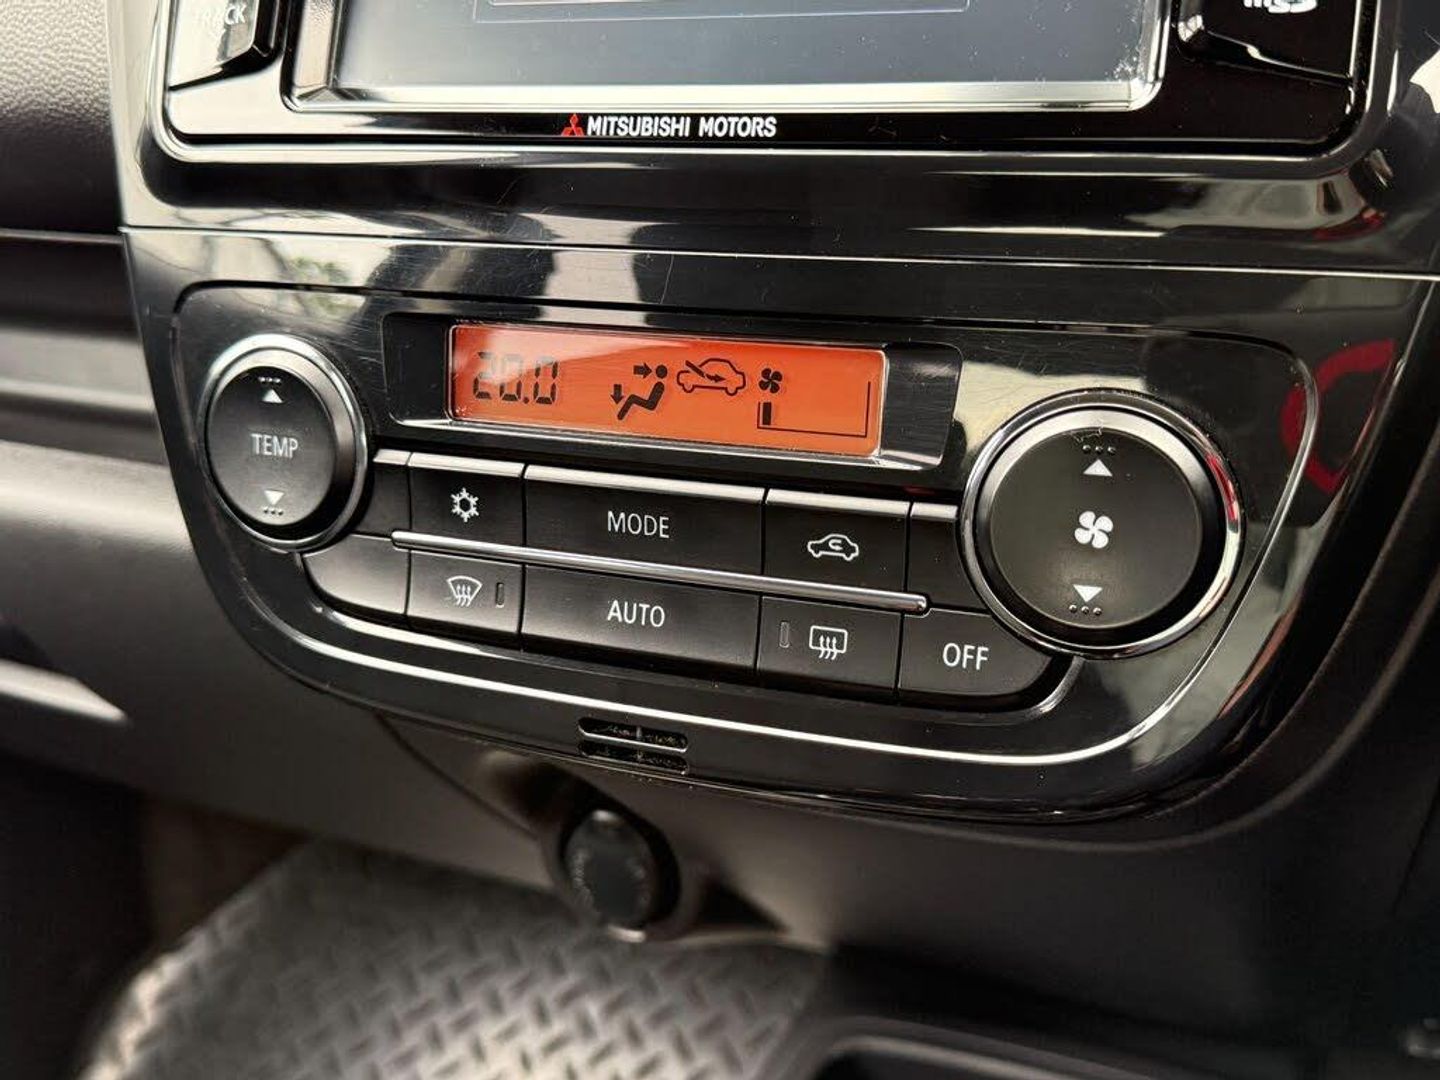 TRACK
MITSUBISHI MOTORS
20.0
TEMP
MODE
AUTO
OFF